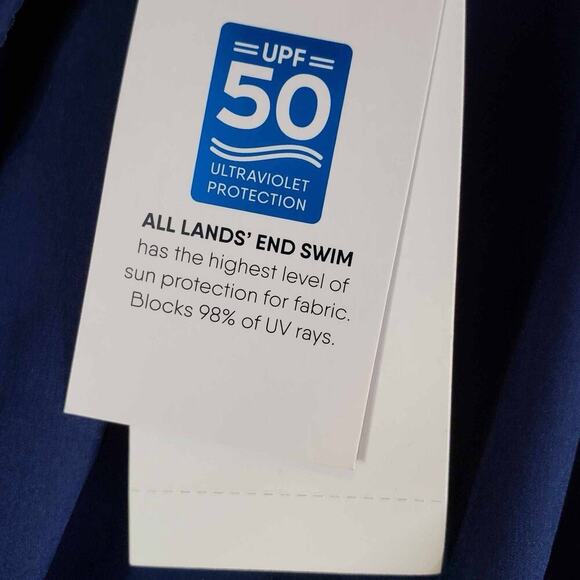 UPF
50
ULTRAVIOLET
PROTECTION
ALL LANDS' END SWIM
has the highest level of
sun protection for fabric.
Blocks 98% of UV rays.